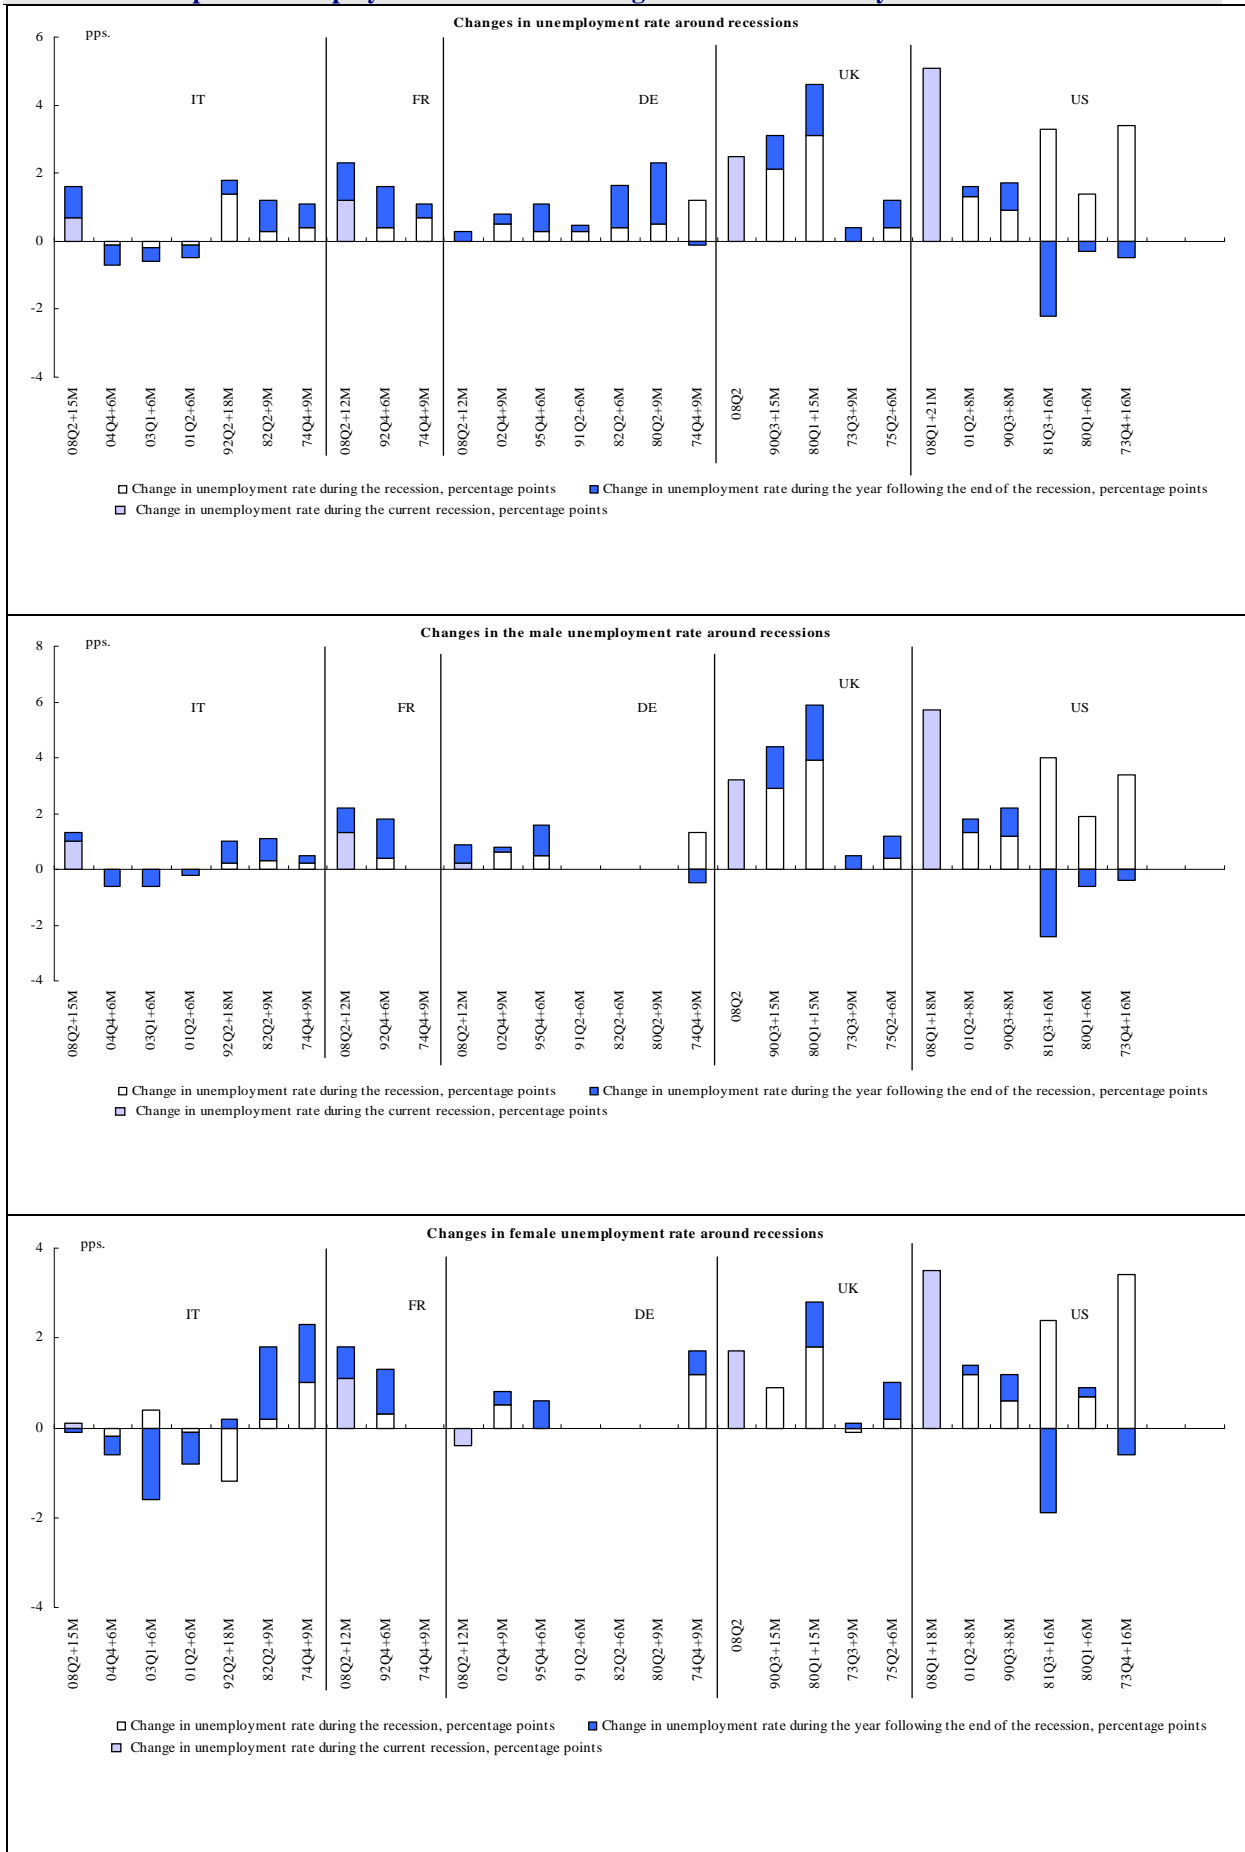 Changes in unemployment rate around recessions
pps.
6
4
2
0
-2
-4
IT
FR
DE
UK
US
08Q2+15M
04Q4+6M
03Q1+6M
01Q2+6M
92Q2+18M
82Q2+9M
74Q4+9M
08Q2+12M
92Q4+6M
74Q4+9M
08Q2+12M
02Q4+9M
95Q4+6M
91Q2+6M
82Q2+6M
80Q2+9M
74Q4+9M
08Q2
90Q3+15M
80Q1+15M
73Q3+9M
75Q2+6M
08Q1+21M
01Q2+8M
90Q3+8M
81Q3+16M
80Q1+6M
73Q4+16M
Change in unemployment rate during the recession, percentage points
Change in unemployment rate during the year following the end of the recession, percentage points
Change in unemployment rate during the current recession, percentage points
Changes in the male unemployment rate around recessions
pps.
8
6
4
2
0
-2
-4
IT
FR
DE
UK
US
08Q2+15M
04Q4+6M
03Q1+6M
01Q2+6M
92Q2+18M
82Q2+9M
74Q4+9M
08Q2+12M
92Q4+6M
74Q4+9M
08Q2+12M
02Q4+9M
95Q4+6M
91Q2+6M
82Q2+6M
80Q2+9M
74Q4+9M
08Q2
90Q3+15M
80Q1+15M
73Q3+9M
75Q2+6M
08Q1+18M
01Q2+8M
90Q3+8M
81Q3+16M
80Q1+6M
73Q4+16M
Change in unemployment rate during the recession, percentage points
Change in unemployment rate during the year following the end of the recession, percentage points
Change in unemployment rate during the current recession, percentage points
Changes in female unemployment rate around recessions
pps.
4
2
0
-2
-4
IT
FR
DE
UK
US
08Q2+15M
04Q4+6M
03Q1+6M
01Q2+6M
92Q2+18M
82Q2+9M
74Q4+9M
08Q2+12M
92Q4+6M
74Q4+9M
08Q2+12M
02Q4+9M
95Q4+6M
91Q2+6M
82Q2+6M
80Q2+9M
74Q4+9M
08Q2
90Q3+15M
80Q1+15M
73Q3+9M
75Q2+6M
08Q1+18M
01Q2+8M
90Q3+8M
81Q3+16M
80Q1+6M
73Q4+16M
Change in unemployment rate during the recession, percentage points
Change in unemployment rate during the year following the end of the recession, percentage points
Change in unemployment rate during the current recession, percentage points